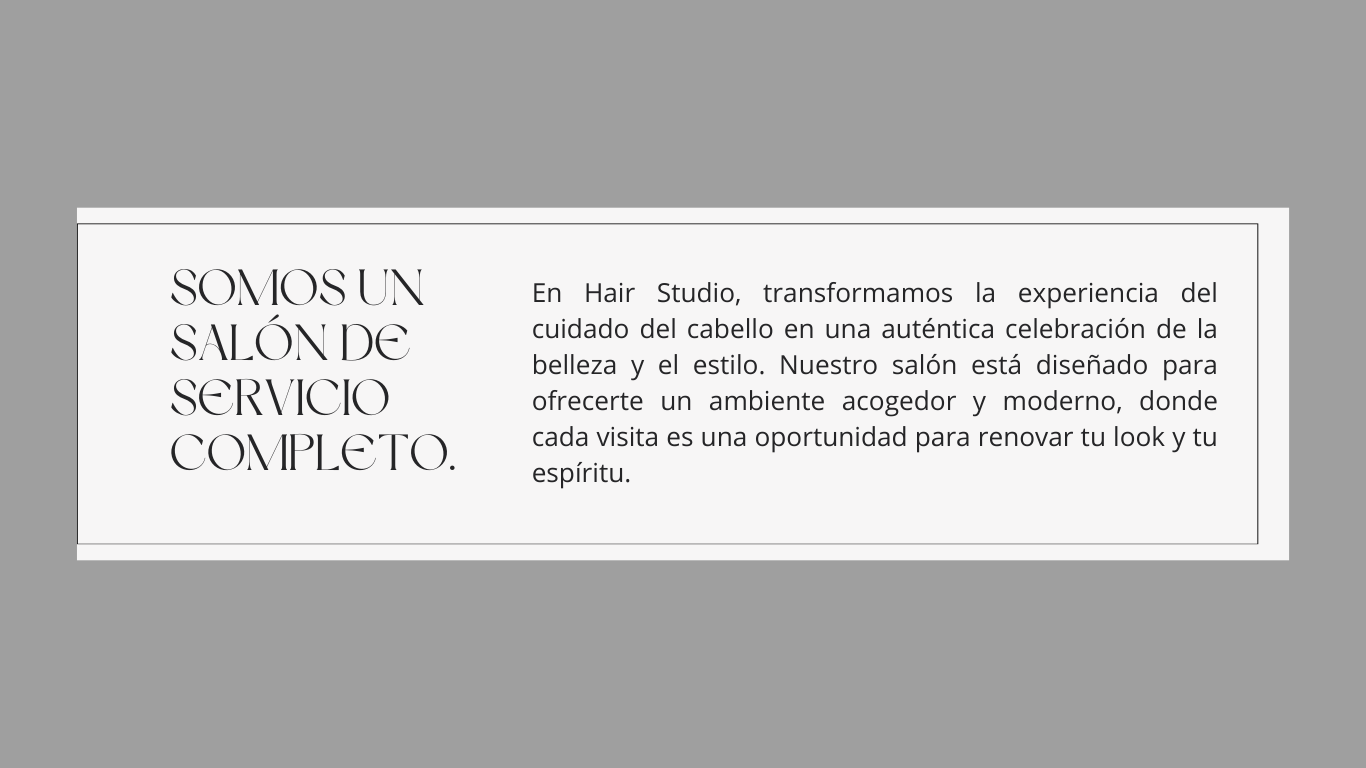 SOMOS UN
SALÓN DE
SERVICIO
COMPLETO.
En Hair Studio, transformamos la experiencia del
cuidado del cabello en una auténtica celebración de la
belleza y el estilo. Nuestro salón está diseñado para
ofrecerte un ambiente acogedor y moderno, donde
cada visita es una oportunidad para renovar tu look y tu
espíritu.